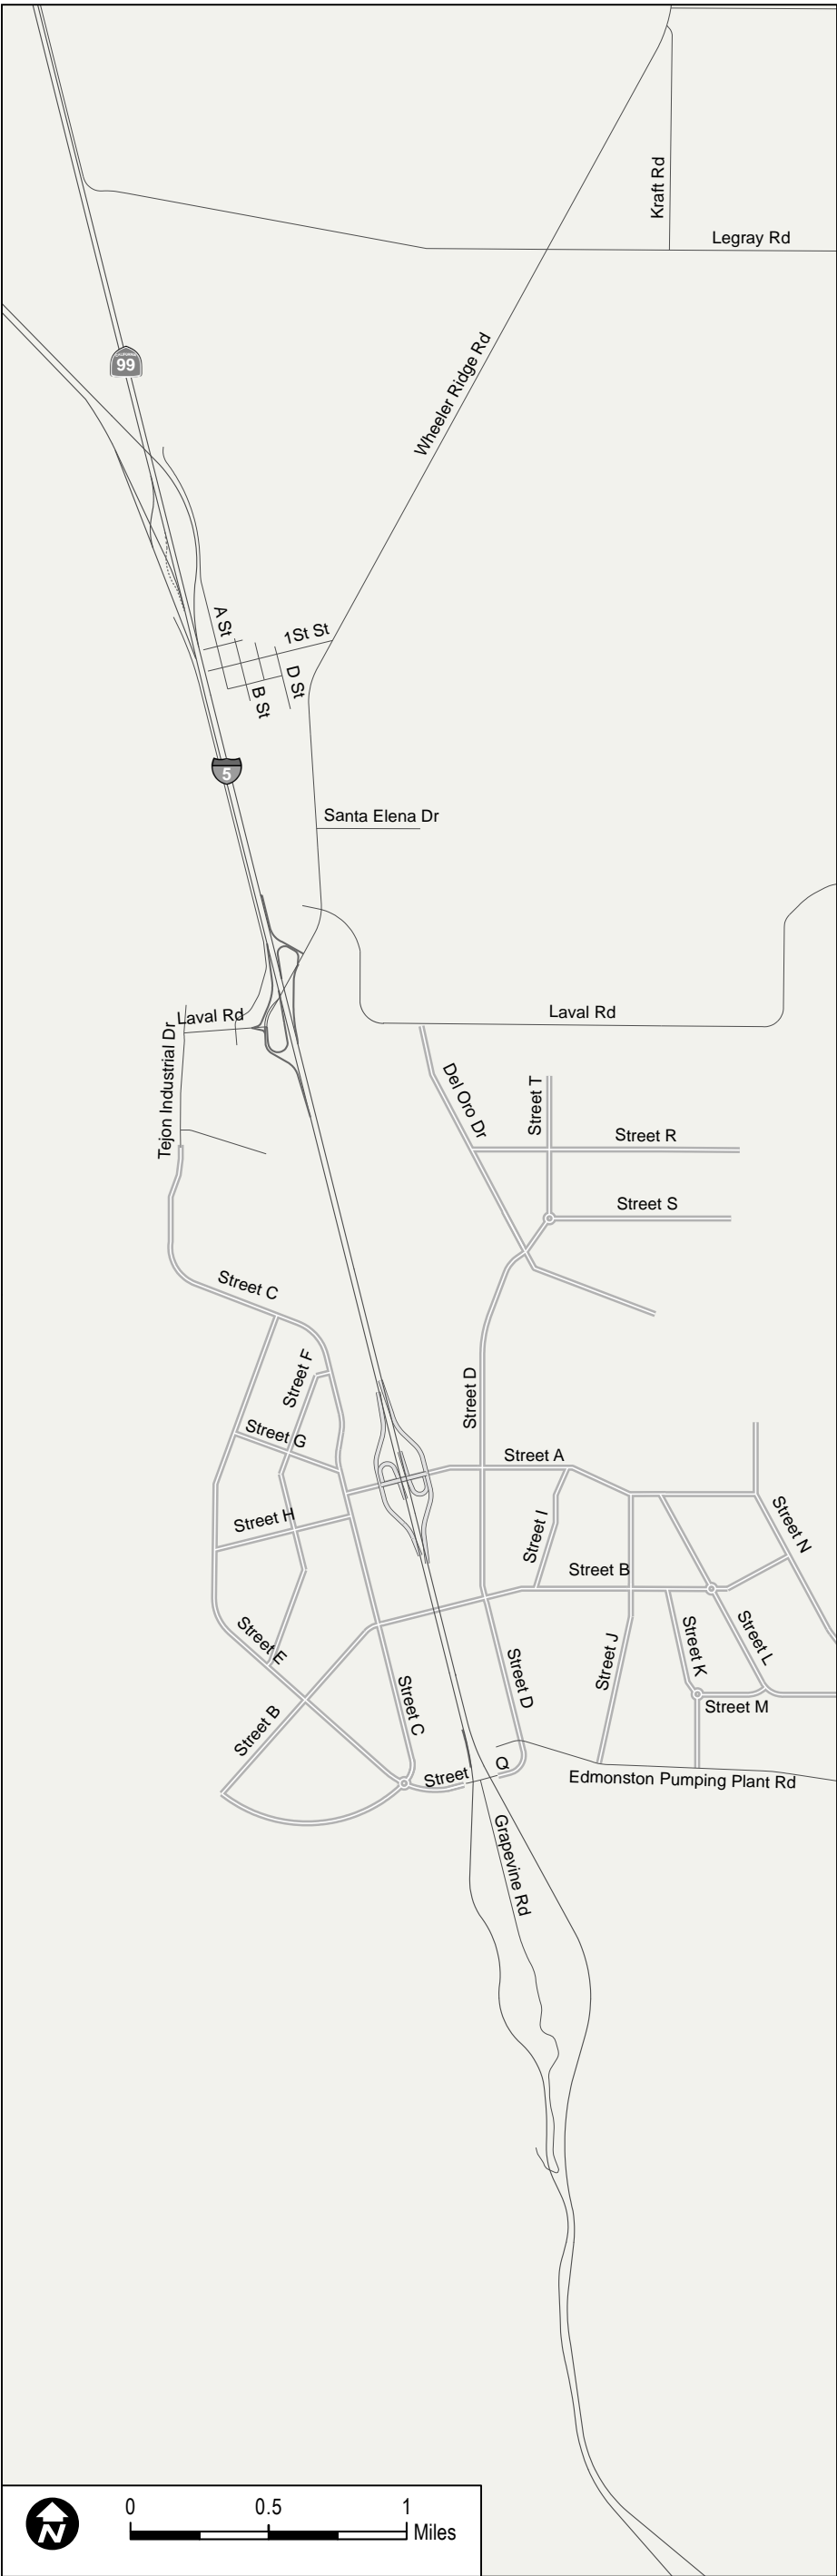 Kraft Rd
Legray Rd
CALIFORNIA
99
Wheeler Ridge Rd
A St
1St St
D St
B St
5
Santa Elena Dr
Laval Rd
Laval Rd
Tejon Industrial Dr
Del Oro Dr
Street T
Street R
Street S
Street C
Street F
Street D
Street G
Street A
Street H
Street I
Street N
Street B
Street E
Street J
Street K
Street L
Street D
Street C
Street B
Street M
Street Q
Edmonston Pumping Plant Rd
Grapevine Rd
N
0 0.5 1
Miles